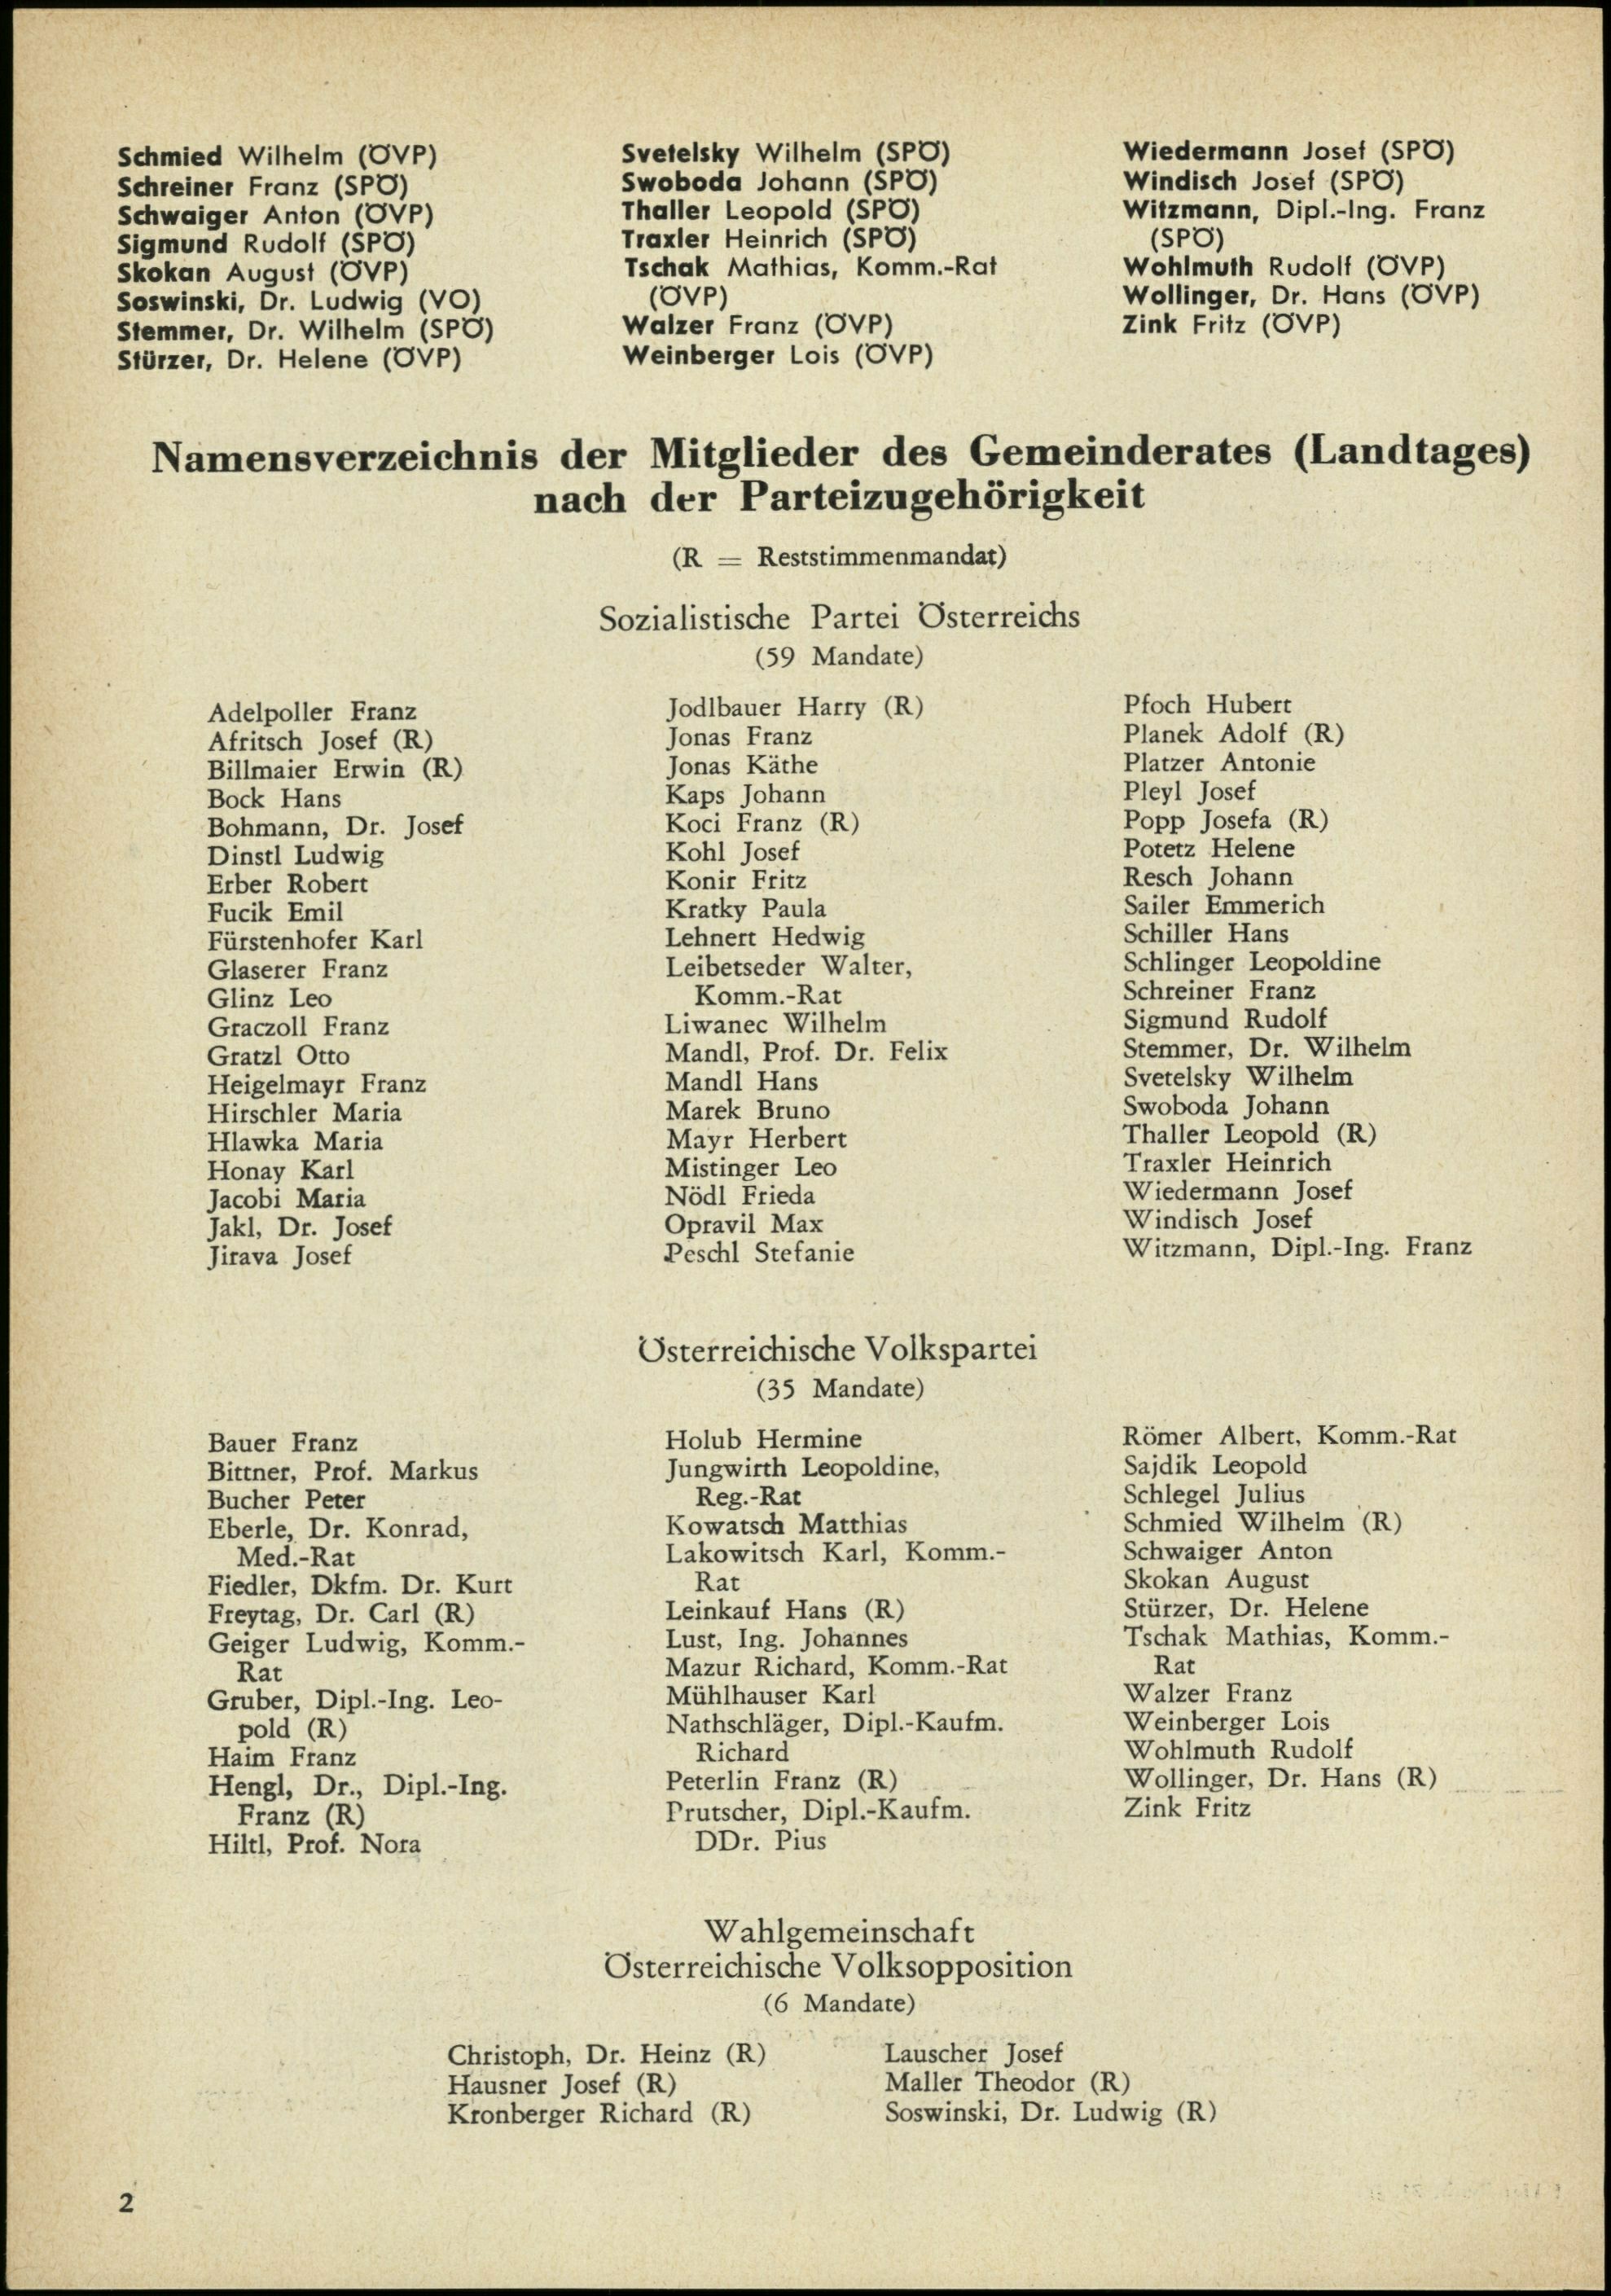 Schmied Wilhelm (ÖVP)
Schreiner Franz (SPÖ)
Schwaiger Anton (ÖVP)
Sigmund Rudolf (SPÖ)
Skokan August (ÖVP)
Soswinski, Dr. Ludwig (VO)
Stemmer, Dr. Wilhelm (SPÖ)
Stürzer, Dr. Helene (ÖVP)
Svetelsky Wilhelm (SPÖ)
Swoboda Johann (SPÖ)
Thaller Leopold (SPÖ)
Traxler Heinrich (SPÖ)
Tschak Mathias, Komm.-Rat
(ÖVP)
Walzer Franz (ÖVP)
Weinberger Lois (ÖVP)
Wiedermann Josef (SPÖ)
Windisch Josef (SPÖ)
Witzmann, Dipl.-Ing. Franz
(SPÖ)
Wohlmuth Rudolf (ÖVP)
Wollinger, Dr. Hans (ÖVP)
Zink Fritz (ÖVP)
Namensverzeichnis der Mitglieder des Gemeinderates (Landtages)
nach der Parteizugehörigkeit
(R = Reststimmenmandat)
Sozialistische Partei Österreichs
(59 Mandate)
Adelpoller Franz
Afritsch Josef (R)
Billmaier Erwin (R)
Bock Hans
Bohmann, Dr. Josef
Dinstl Ludwig
Erber Robert
Fucik Emil
Fürstenhofer Karl
Glaserer Franz
Glinz Leo
Graczoll Franz
Gratzl Otto
Heigelmayr Franz
Hirschler Maria
Hlawka Maria
Honay Karl
Jacobi Maria
Jakl, Dr. Josef
Jirava Josef
Jodlbauer Harry (R)
Jonas Franz
Jonas Käthe
Kaps Johann
Koci Franz (R)
Kohl Josef
Konir Fritz
Kratky Paula
Lehnert Hedwig
Leibetseder Walter,
Komm.-Rat
Liwanec Wilhelm
Mandl, Prof. Dr. Felix
Mandl Hans
Marek Bruno
Mayr Herbert
Mistinger Leo
Nödl Frieda
Opravil Max
Peschl Stefanie
Pfoch Hubert
Planek Adolf (R)
Platzer Antonie
Pleyl Josef
Popp Josefa (R)
Potetz Helene
Resch Johann
Sailer Emmerich
Schiller Hans
Schlinger Leopoldine
Schreiner Franz
Sigmund Rudolf
Stemmer, Dr. Wilhelm
Svetelsky Wilhelm
Swoboda Johann
Thaller Leopold (R)
Traxler Heinrich
Wiedermann Josef
Windisch Josef
Witzmann, Dipl.-Ing. Franz
Österreichische Volkspartei
(35 Mandate)
Bauer Franz
Bittner, Prof. Markus
Bucher Peter
Eberle, Dr. Konrad,
Med.-Rat
Fiedler, Dkfm. Dr. Kurt
Freytag, Dr. Carl (R)
Geiger Ludwig, Komm.-
Rat
Gruber, Dipl.-Ing. Leo-
pold (R)
Haim Franz
Hengl, Dr., Dipl.-Ing.
Franz (R)
Hiltl, Prof. Nora
Holub Hermine
Jungwirth Leopoldine,
Reg.-Rat
Kowatsch Matthias
Lakowitsch Karl, Komm.-
Rat
Leinkauf Hans (R)
Lust, Ing. Johannes
Mazur Richard, Komm.-Rat
Mühlhauser Karl
Nathschläger, Dipl.-Kaufm.
Richard
Peterlin Franz (R)
Prutscher, Dipl.-Kaufm.
DDr. Pius
Römer Albert, Komm.-Rat
Sajdik Leopold
Schlegel Julius
Schmied Wilhelm (R)
Schwaiger Anton
Skokan August
Stürzer, Dr. Helene
Tschak Mathias, Komm.-
Rat
Walzer Franz
Weinberger Lois
Wohlmuth Rudolf
Wollinger, Dr. Hans (R)
Zink Fritz
Wahlgemeinschaft
Österreichische Volksopposition
(6 Mandate)
Christoph, Dr. Heinz (R)
Hausner Josef (R)
Kronberger Richard (R)
Lauscher Josef
Maller Theodor (R)
Soswinski, Dr. Ludwig (R)
2